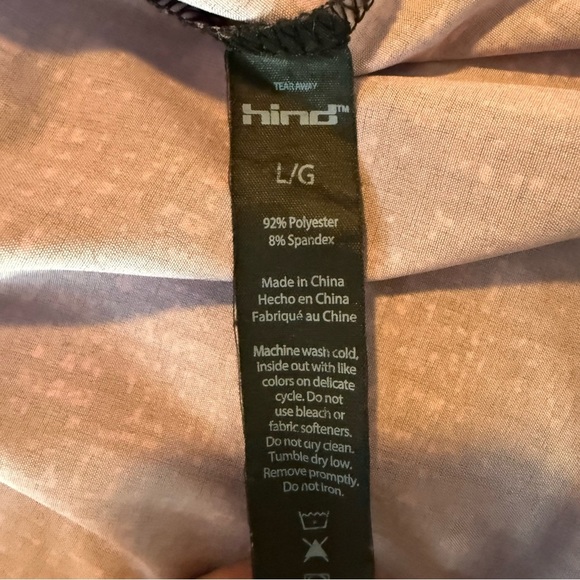 TEAR AWAY
hind™
L/G
92% Polyester
8% Spandex
Made in China
Hecho en China
Fabriqué au Chine
Machine wash cold,
Inside out with like
colors on delicate
cycle. Do not
use bleach or
fabric softeners.
Do not dry clean.
Tumble dry low,
Remove promptly.
Do not iron.